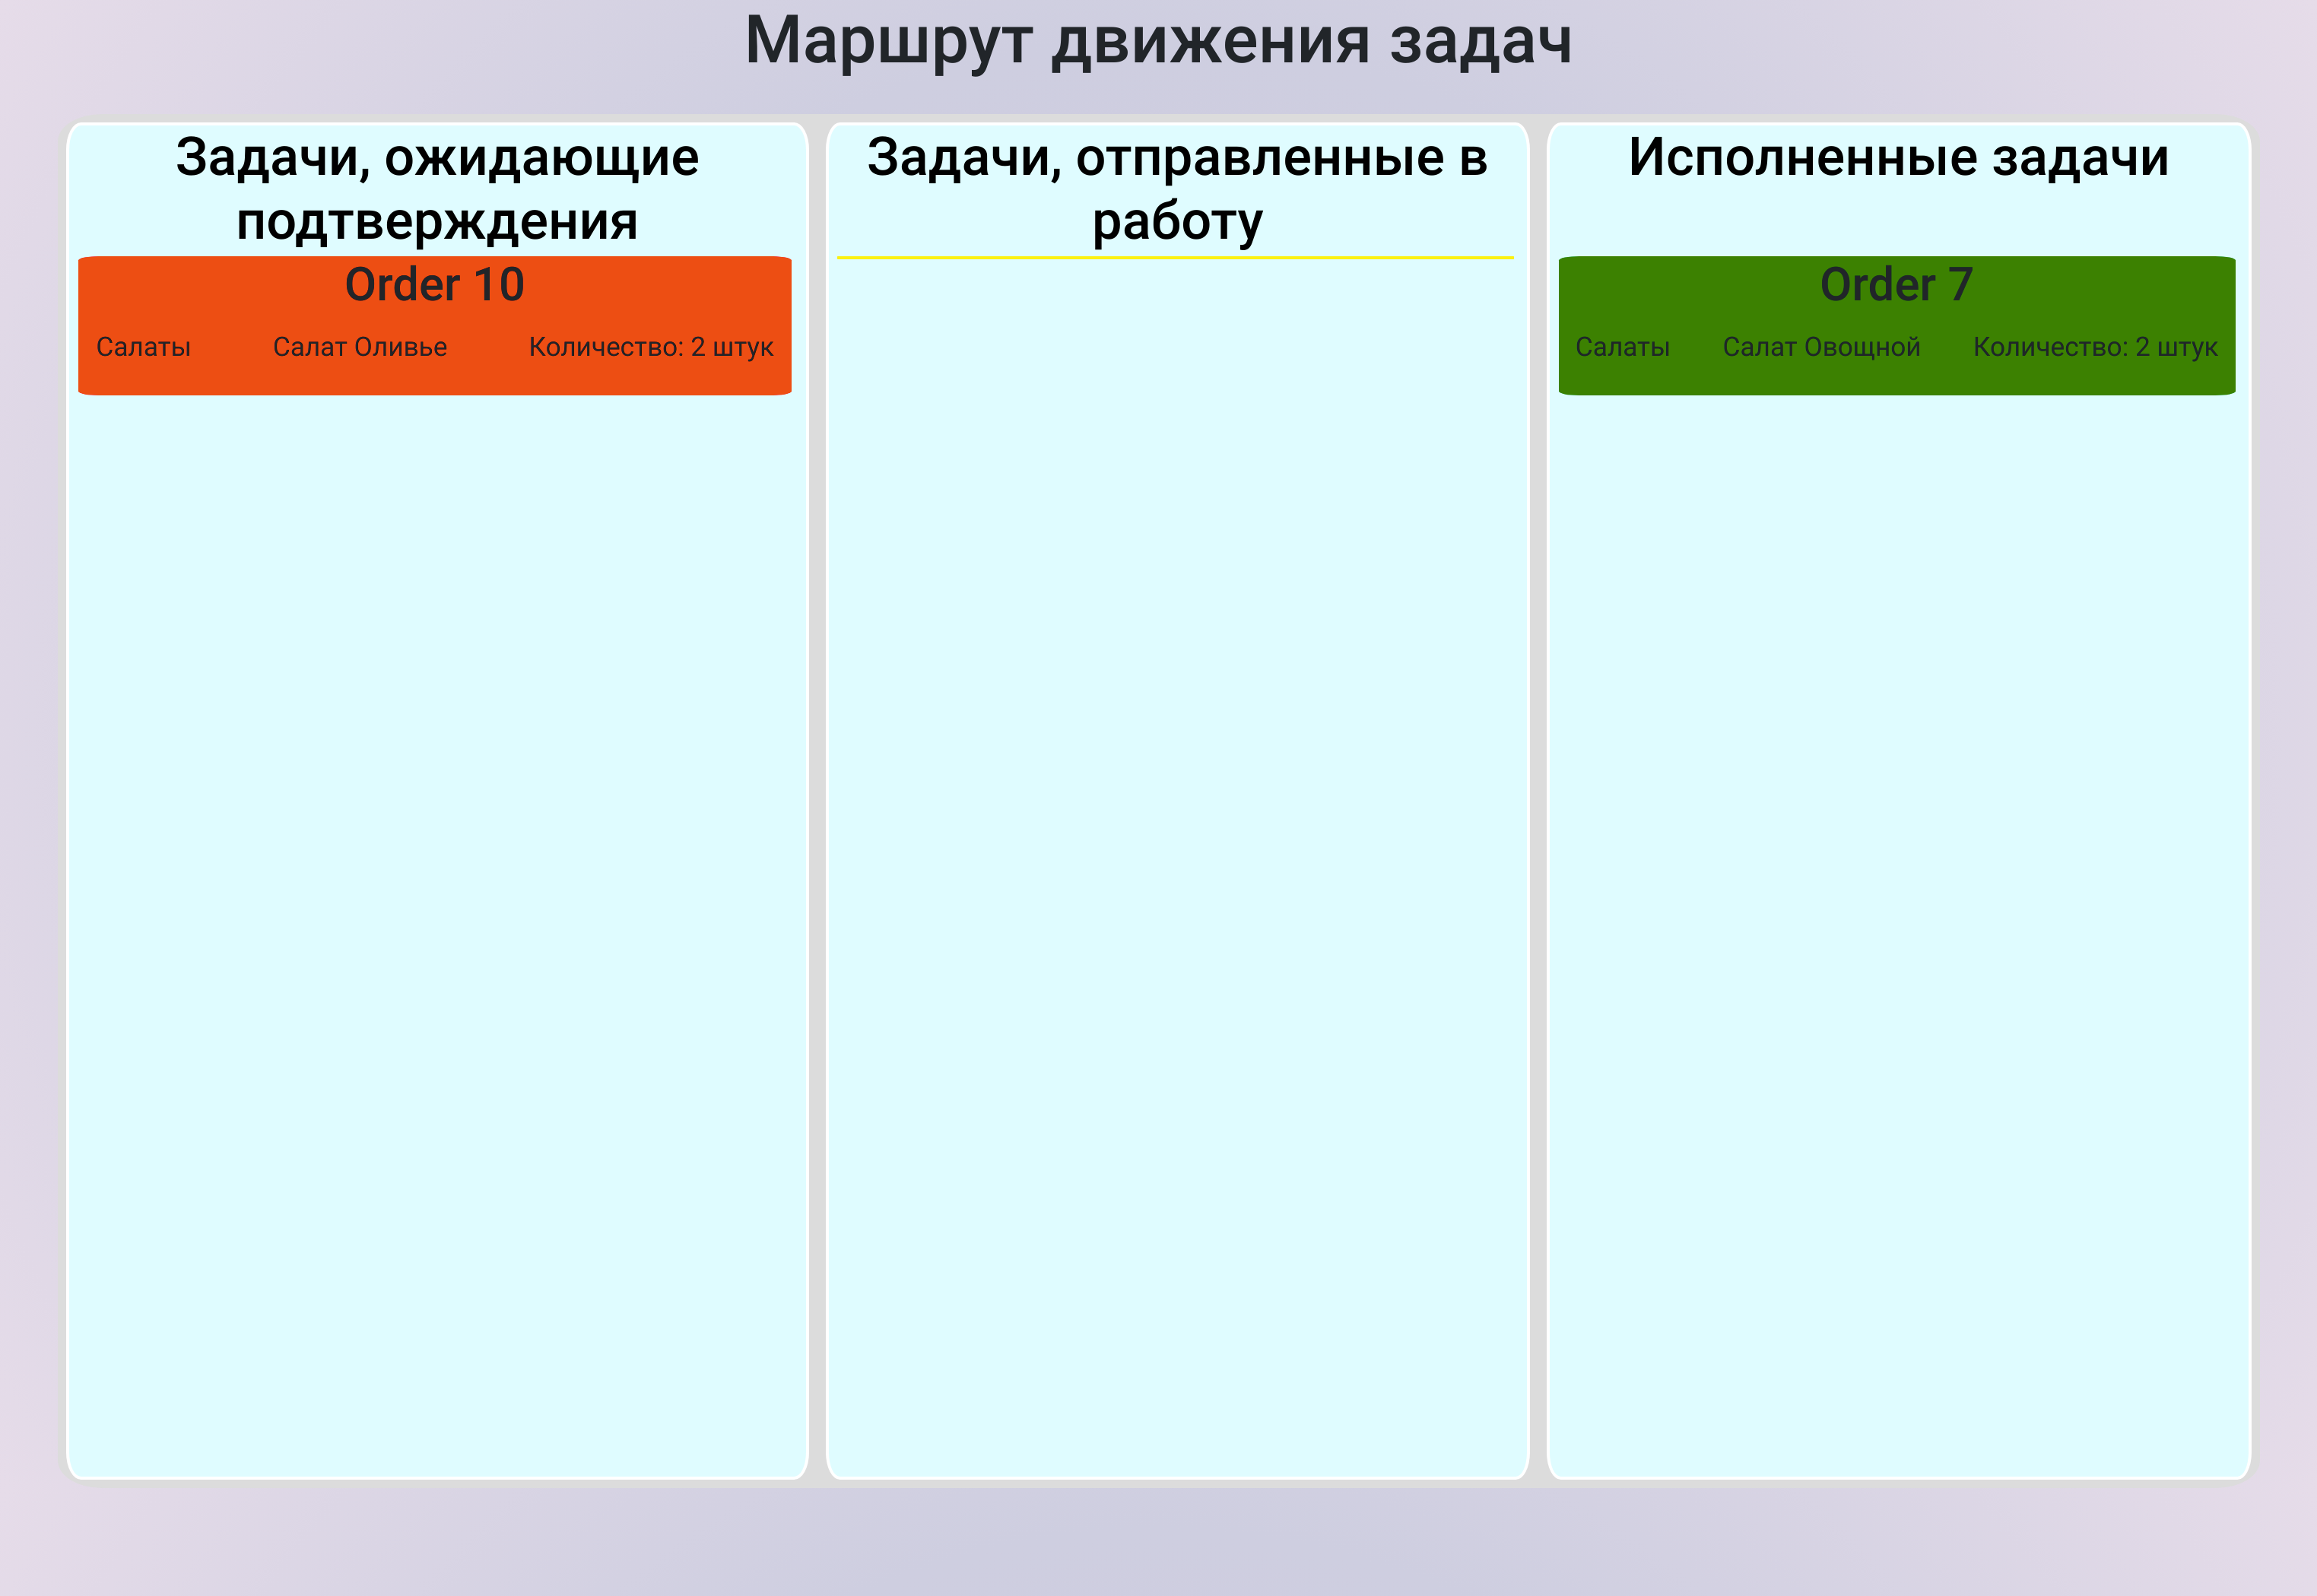 Маршрут движения задач
Задачи, ожидающие
подтверждения
Order 10
Салаты Салат Оливье Количество: 2 штук
Задачи, отправленные в
работу
Исполненные задачи
Order 7
Салаты Салат Овощной Количество: 2 штук